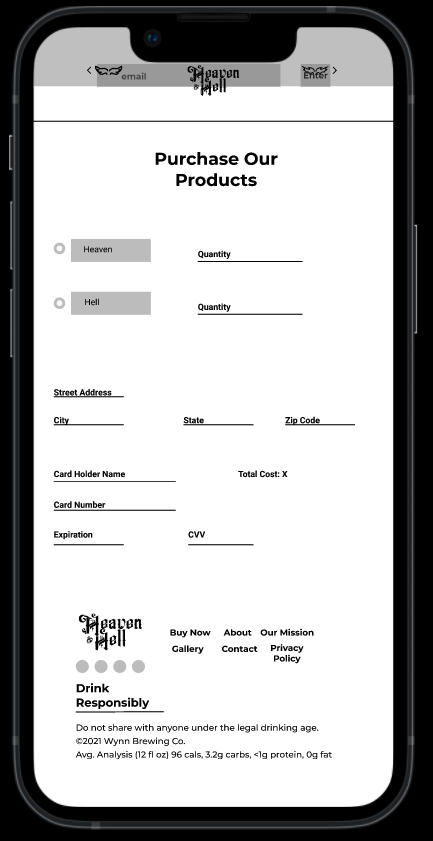 < email Heaven & Hell Enter >
Purchase Our
Products
Heaven Quantity
Hell Quantity
Street Address
City State Zip Code
Card Holder Name Total Cost: X
Card Number
Expiration CVV
Heaven
& Hell
Buy Now About Our Mission
Gallery Contact Privacy
Policy
Drink
Responsibly
Do not share with anyone under the legal drinking age.
©2021 Wynn Brewing Co.
Avg. Analysis (12 fl oz) 96 cals, 3.2g carbs, <1g protein, 0g fat